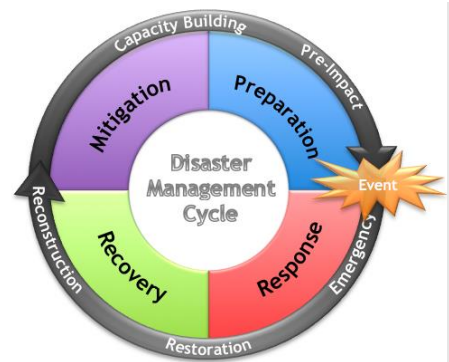 Capacity Building
Pre-Impact
Mitigation
Preparation
Disaster
Management
Cycle
Event
Reconstruction
Recovery
Response
Emergency
Restoration